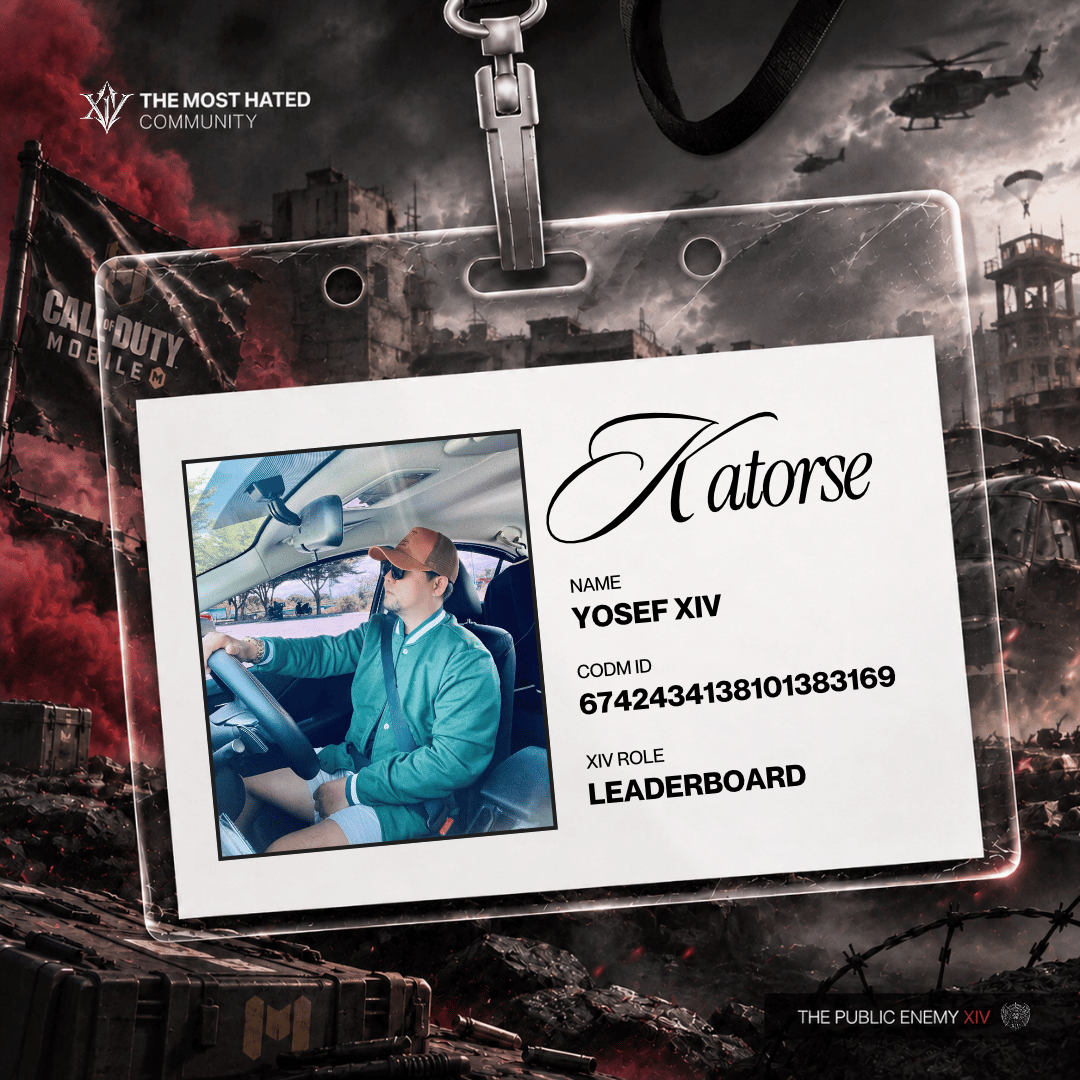 XIV
THE MOST HATED
COMMUNITY
CALL OF DUTY
MOBILE
Katorse
NAME
YOSEF XIV
CODM ID
6742434138101383169
XIV ROLE
LEADERBOARD
THE PUBLIC ENEMY XIV